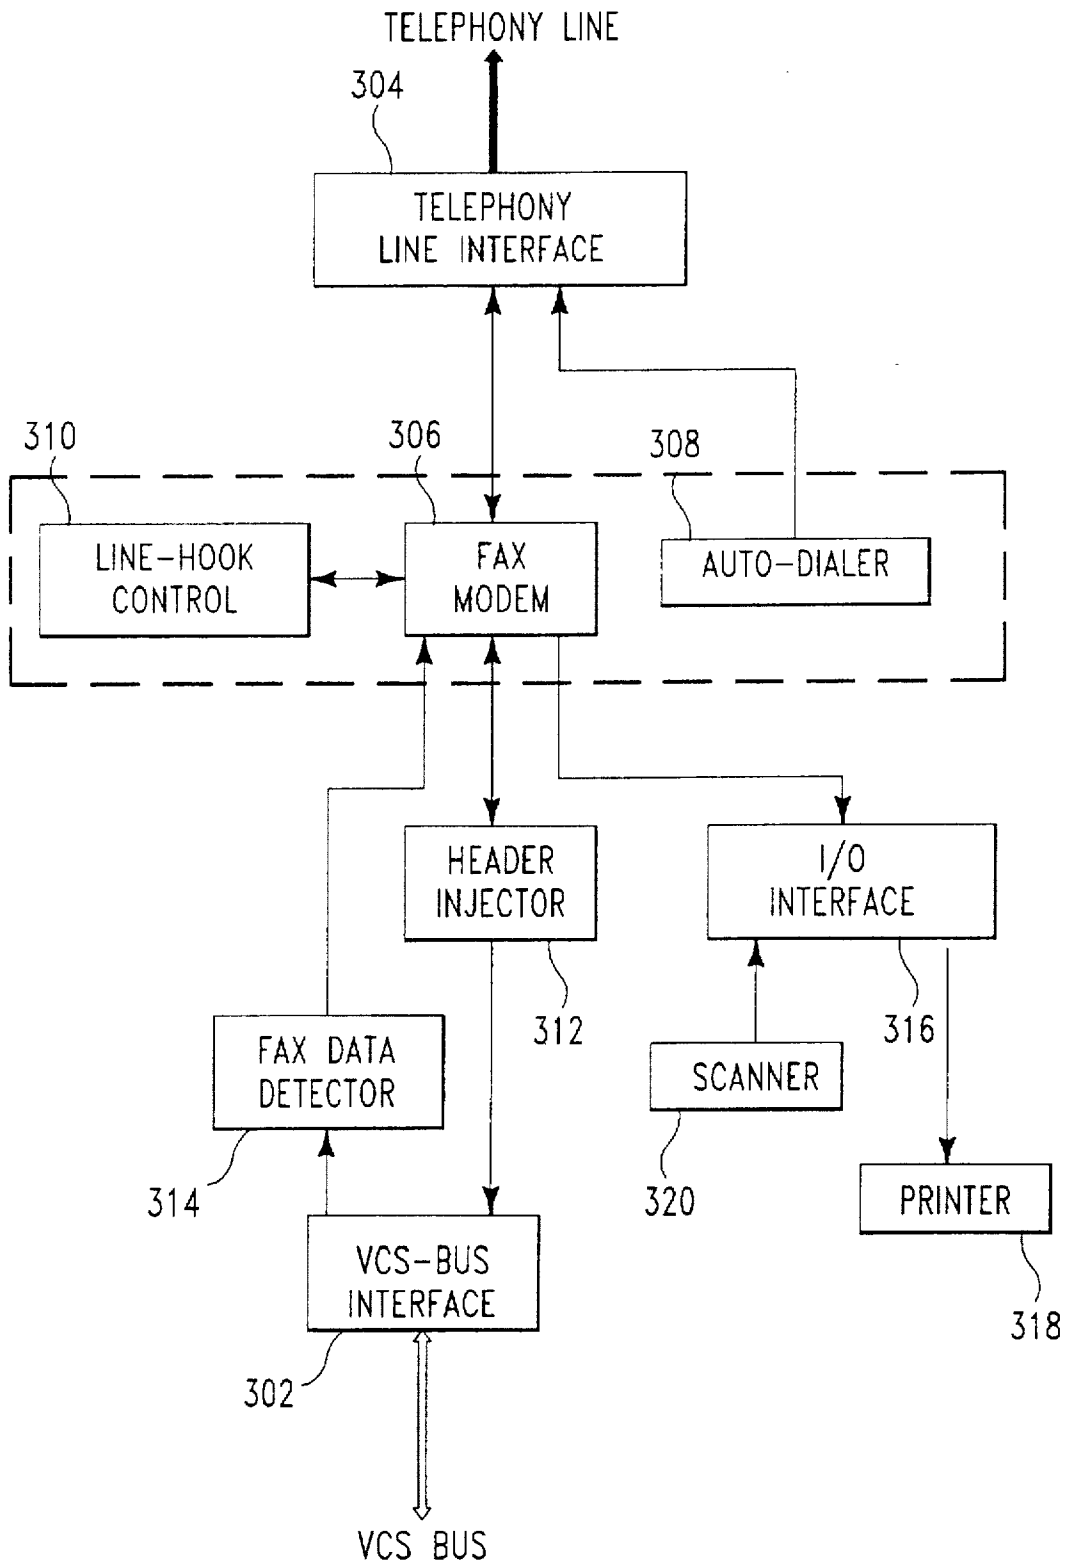 TELEPHONY LINE
304
TELEPHONY
LINE INTERFACE
310
306
308
LINE-HOOK
CONTROL
FAX
MODEM
AUTO-DIALER
HEADER
INJECTOR
I/O
INTERFACE
312
316
FAX DATA
DETECTOR
SCANNER
314
320
PRINTER
VCS-BUS
INTERFACE
318
302
VCS BUS